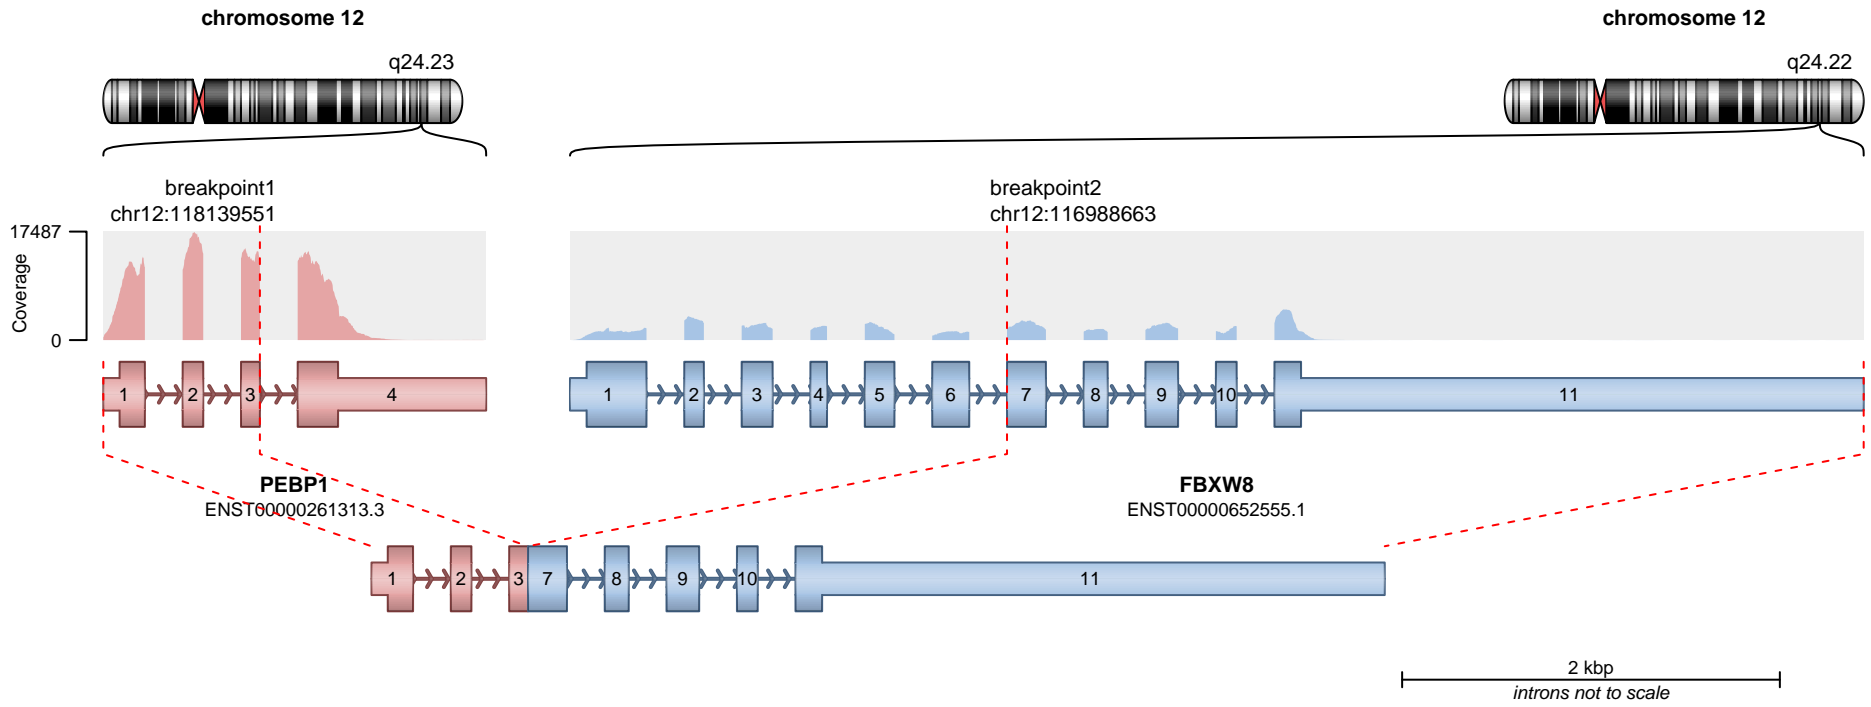 chromosome 12
chromosome 12
q24.23
q24.22
breakpoint1
chr12:118139551
breakpoint2
chr12:116988663
17487
Coverage
0
1 2 3 4
1 2 3 4 5 6 7 8 9 10 11
PEBP1
ENST00000261313.3
FBXW8
ENST00000652555.1
1 2 3 7 8 9 10 11
2 kbp
introns not to scale